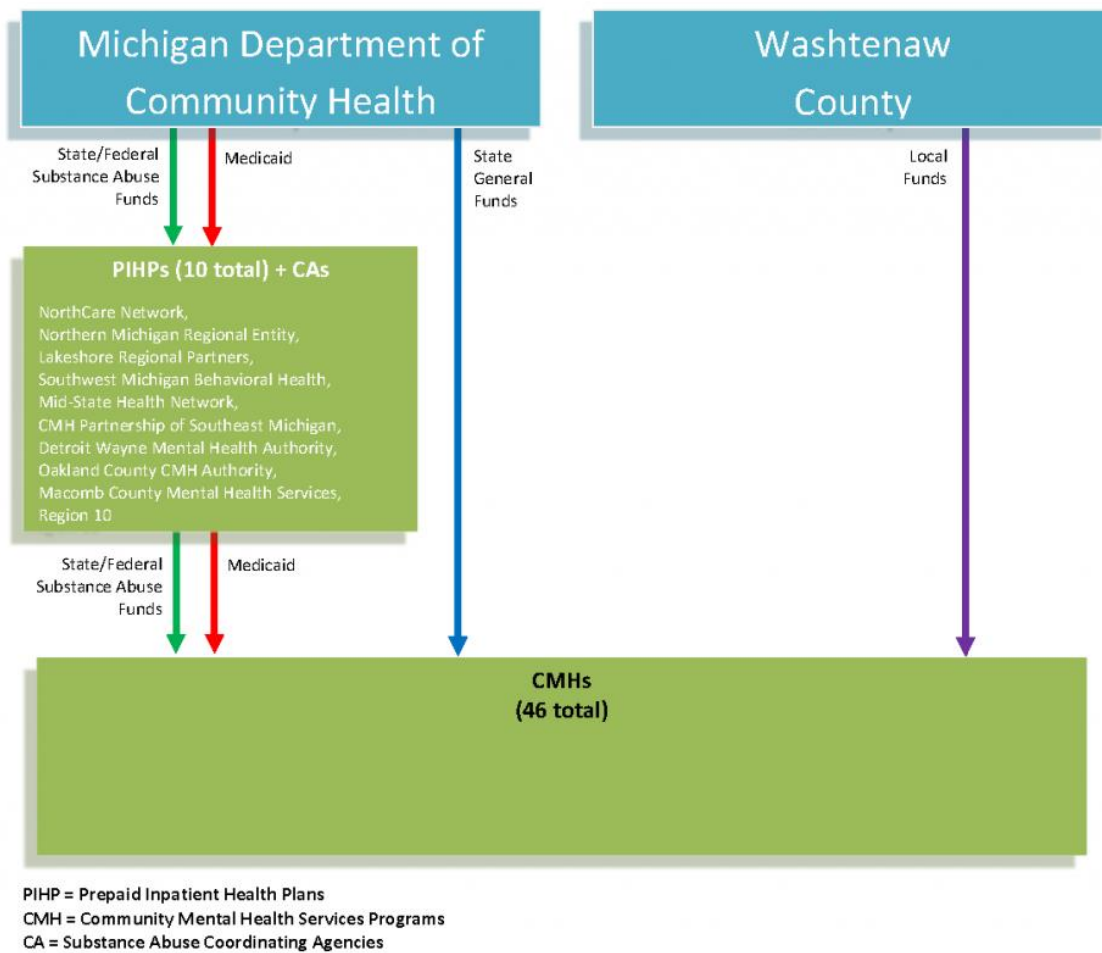 Michigan Department of
Community Health
Washtenaw
County
State/Federal
Substance Abuse
Funds
Medicaid
State
General
Funds
Local
Funds
PIHPs (10 total) + CAs
NorthCare Network,
Northern Michigan Regional Entity,
Lakeshore Regional Partners,
Southwest Michigan Behavioral Health,
Mid-State Health Network,
CMH Partnership of Southeast Michigan,
Detroit Wayne Mental Health Authority,
Oakland County CMH Authority,
Macomb County Mental Health Services,
Region 10
State/Federal
Substance Abuse
Funds
Medicaid
CMHs
(46 total)
PIHP = Prepaid Inpatient Health Plans
CMH = Community Mental Health Services Programs
CA = Substance Abuse Coordinating Agencies